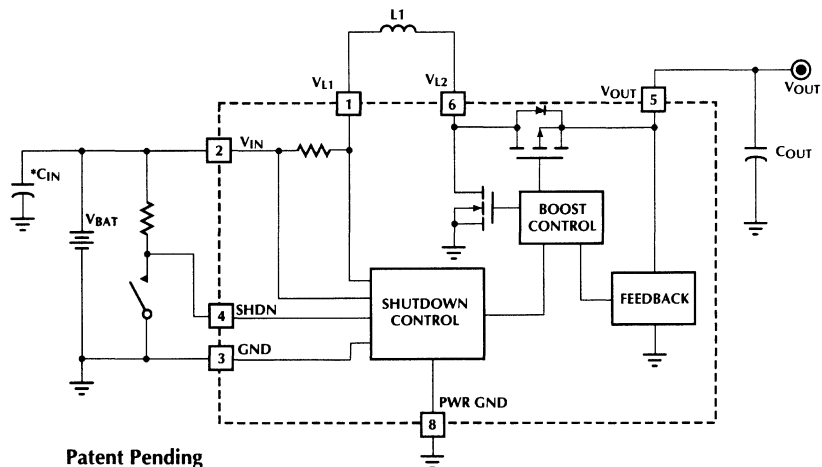 L1
VL1
VL2
VOUT
1
6
5
VOUT
2
VIN
*CIN
COUT
VBAT
BOOST
CONTROL
SHUTDOWN
CONTROL
FEEDBACK
4
SHDN
3
GND
PWR GND
8
Patent Pending